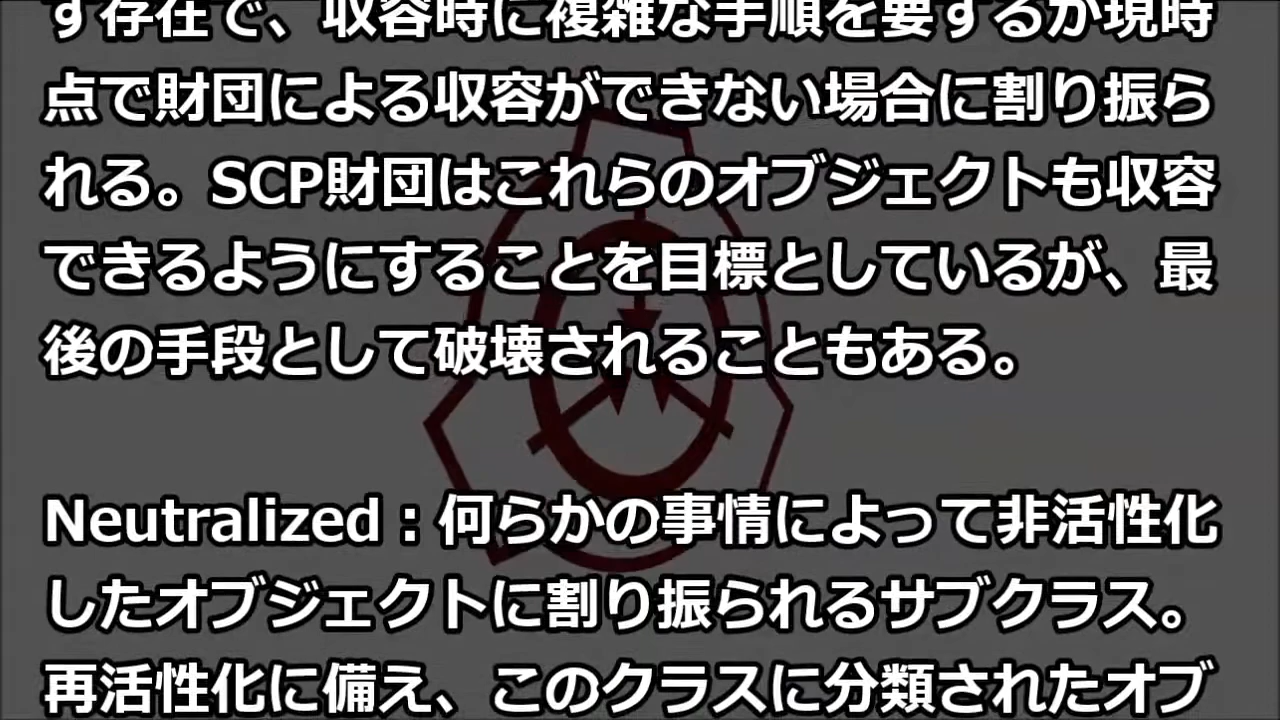 す存在で、収容時に複雑な手順を要するが現時
点で財団による収容ができない場合に割り振ら
れる。SCP財団はこれらのオブジェクトも収容
できるようにすることを目標としているが、最
後の手段として破壊されることもある。
Neutralized：何らかの事情によって非活性化
したオブジェクトに割り振られるサブクラス。
再活性化に備え、このクラスに分類されたオブ